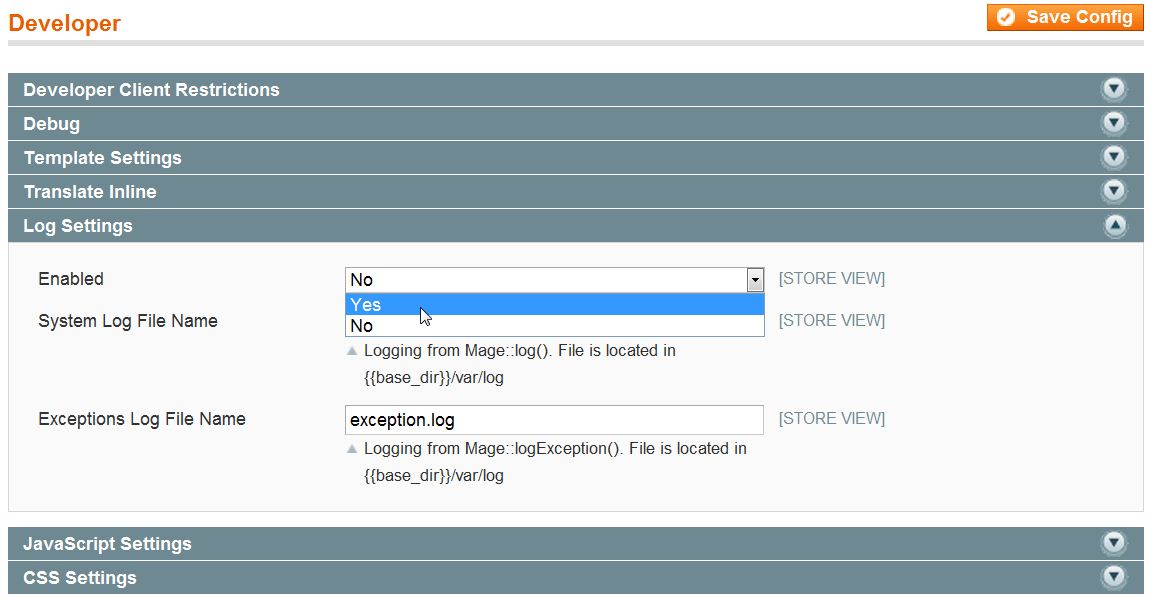 Developer
Save Config
Developer Client Restrictions
Debug
Template Settings
Translate Inline
Log Settings
Enabled
No
[STORE VIEW]
Yes
No
System Log File Name
[STORE VIEW]
Logging from Mage::log(). File is located in
{{base_dir}}/var/log
Exceptions Log File Name
exception.log
[STORE VIEW]
Logging from Mage::logException(). File is located in
{{base_dir}}/var/log
JavaScript Settings
CSS Settings